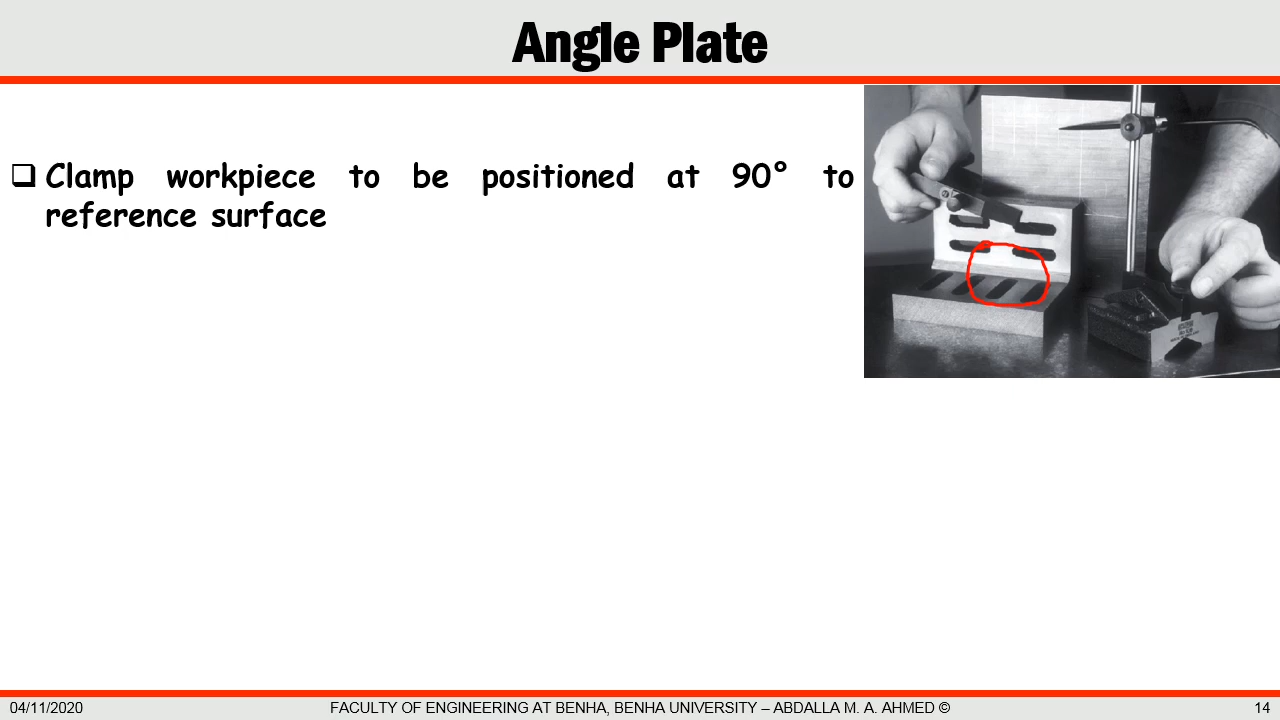 Angle Plate
Clamp workpiece to be positioned at 90° to
reference surface
04/11/2020
FACULTY OF ENGINEERING AT BENHA, BENHA UNIVERSITY – ABDALLA M. A. AHMED ©
14